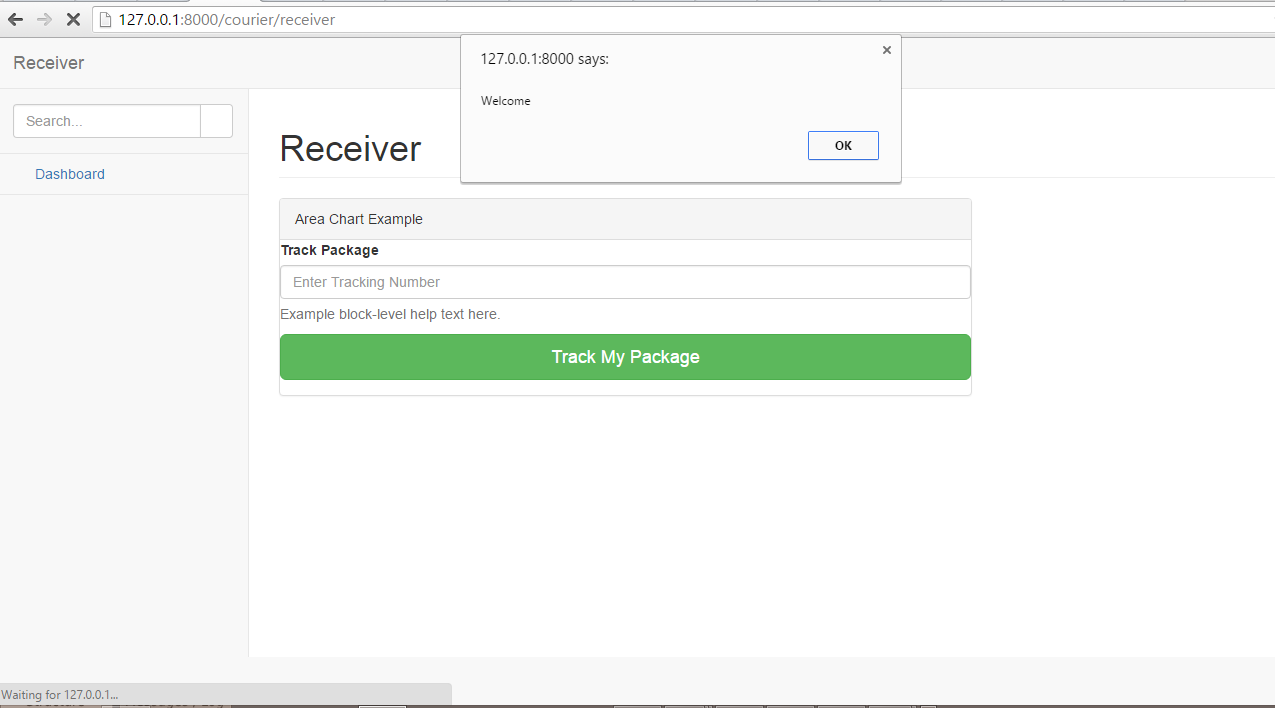 127.0.0.1:8000/courier/receiver
Receiver
127.0.0.1:8000 says:
Welcome
OK
Search...
Dashboard
Receiver
Area Chart Example
Track Package
Enter Tracking Number
Example block-level help text here.
Track My Package
Waiting for 127.0.0.1...